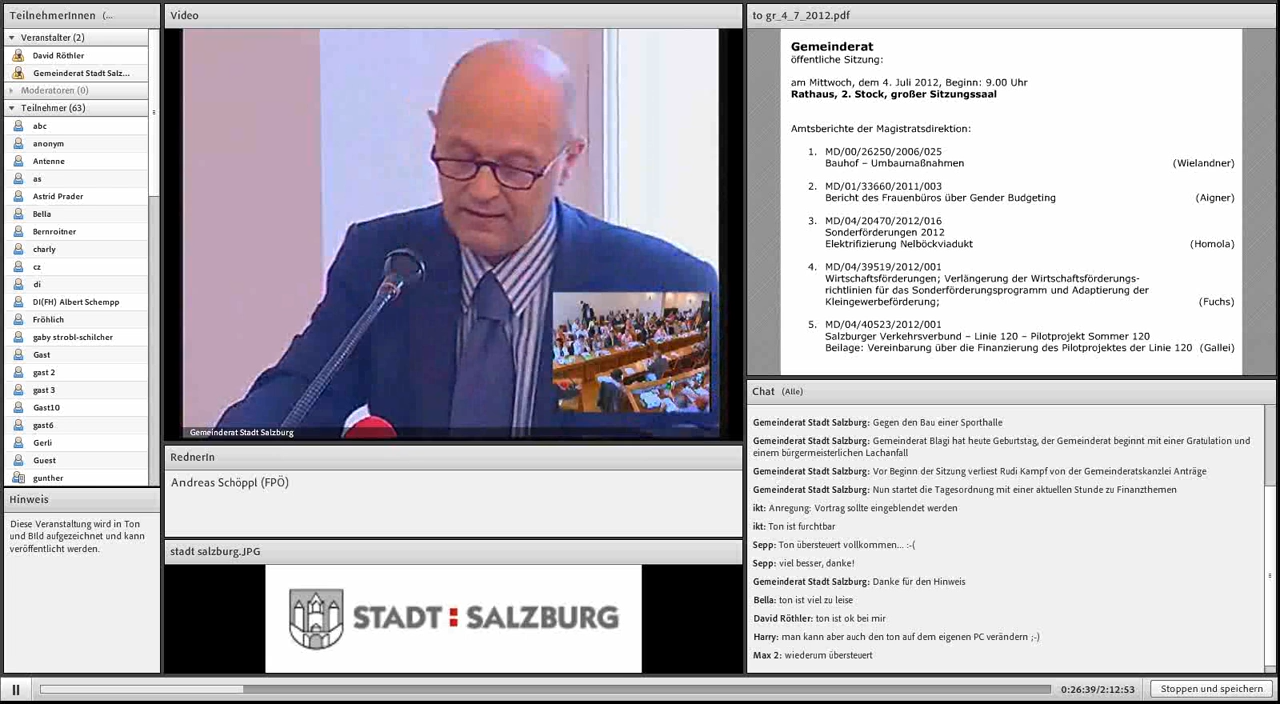 TeilnehmerInnen (...
Veranstalter (2)
David Röthler
Gemeinderat Stadt Salz...
Moderatoren (0)
Teilnehmer (63)
abc
anonym
Antenne
as
Astrid Prader
Bella
Bernroitner
charly
cz
di
DI(FH) Albert Schempp
Fröhlich
gaby strobl-schilcher
Gast
gast 2
gast 3
Gast10
gast6
Gerli
Guest
gunther
Hinweis
Diese Veranstaltung wird in Ton
und BIld aufgezeichnet und kann
veröffentlicht werden.
Video
Gemeinderat Stadt Salzburg
RednerIn
Andreas Schöppl (FPÖ)
stadt salzburg.JPG
STADT : SALZBURG
to gr_4_7_2012.pdf
Gemeinderat
öffentliche Sitzung:
am Mittwoch, dem 4. Juli 2012, Beginn: 9.00 Uhr
Rathaus, 2. Stock, großer Sitzungssaal
Amtsberichte der Magistratsdirektion:
1. MD/00/26250/2006/025
Bauhof – Umbaumaßnahmen (Wielandner)
2. MD/01/33660/2011/003
Bericht des Frauenbüros über Gender Budgeting (Aigner)
3. MD/04/20470/2012/016
Sonderförderungen 2012
Elektrifizierung Nelböckviadukt (Homola)
4. MD/04/39519/2012/001
Wirtschaftsförderungen; Verlängerung der Wirtschaftsförderungs-
richtlinien für das Sonderförderungsprogramm und Adaptierung der
Kleingewerbeförderung; (Fuchs)
5. MD/04/40523/2012/001
Salzburger Verkehrsverbund – Linie 120 – Pilotprojekt Sommer 120
Beilage: Vereinbarung über die Finanzierung des Pilotprojektes der Linie 120 (Gallei)
Chat (Alle)
Gemeinderat Stadt Salzburg: Gegen den Bau einer Sporthalle
Gemeinderat Stadt Salzburg: Gemeinderat Blagi hat heute Geburtstag, der Gemeinderat beginnt mit einer Gratulation und
einem bürgermeisterlichen Lachanfall
Gemeinderat Stadt Salzburg: Vor Beginn der Sitzung verliest Rudi Kampf von der Gemeinderatskanzlei Anträge
Gemeinderat Stadt Salzburg: Nun startet die Tagesordnung mit einer aktuellen Stunde zu Finanzthemen
ikt: Anregung: Vortrag sollte eingeblendet werden
ikt: Ton ist furchtbar
Sepp: Ton übersteuert vollkommen... :-(
Sepp: viel besser, danke!
Gemeinderat Stadt Salzburg: Danke für den Hinweis
Bella: ton ist viel zu leise
David Röthler: ton ist ok bei mir
Harry: man kann aber auch den ton auf dem eigenen PC verändern ;-)
Max 2: wiederum übersteuert
0:26:39/2:12:53
Stoppen und speichern